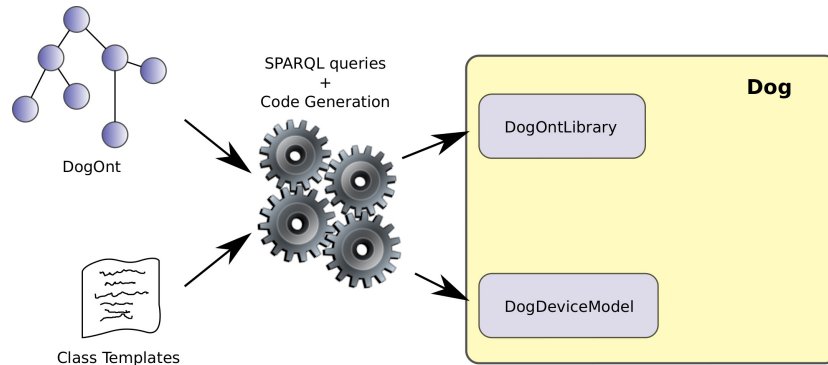 DogOnt
Class Templates
SPARQL queries
+
Code Generation
Dog
DogOntLibrary
DogDeviceModel